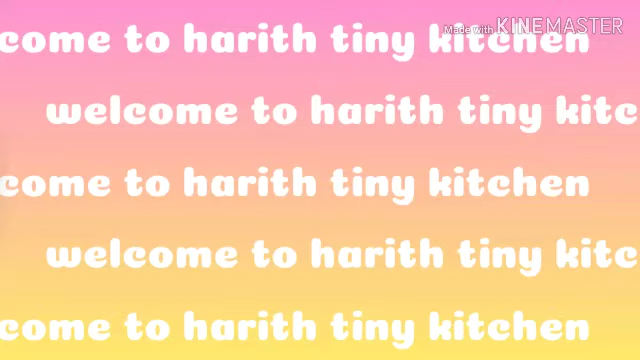 come to harith tiny kitchen
Made with KINEMASTER
welcome to harith tiny kitc
come to harith tiny kitchen
welcome to harith tiny kitc
come to harith tiny kitchen